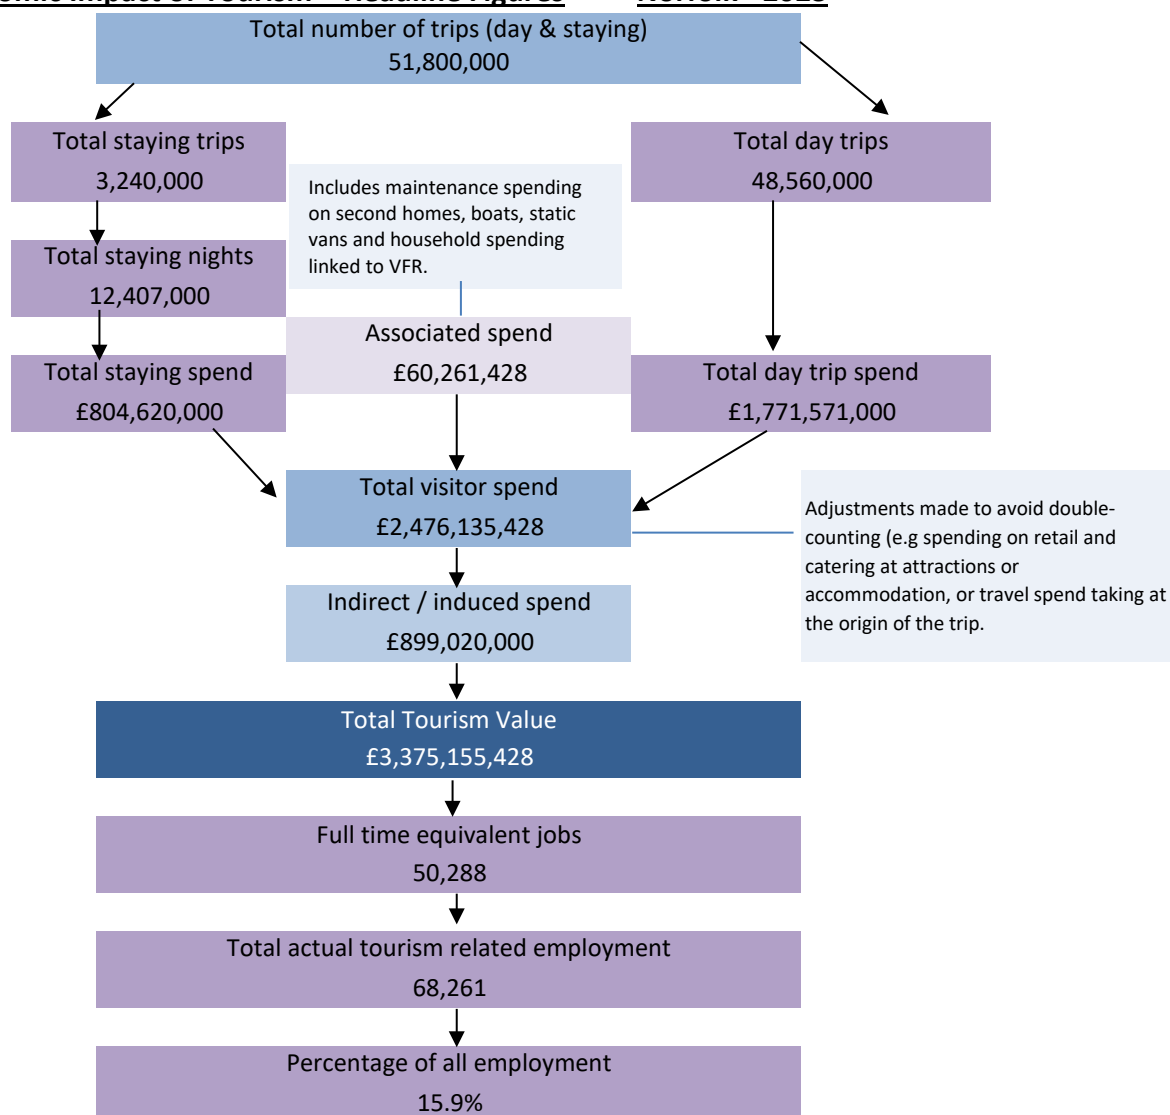 Total number of trips (day & staying)
51,800,000
Total staying trips
3,240,000
Total day trips
48,560,000
Includes maintenance spending
on second homes, boats, static
vans and household spending
linked to VFR.
Total staying nights
12,407,000
Associated spend
£60,261,428
Total staying spend
£804,620,000
Total day trip spend
£1,771,571,000
Total visitor spend
£2,476,135,428
Adjustments made to avoid double-
counting (e.g spending on retail and
catering at attractions or
accommodation, or travel spend taking at
the origin of the trip.
Indirect / induced spend
£899,020,000
Total Tourism Value
£3,375,155,428
Full time equivalent jobs
50,288
Total actual tourism related employment
68,261
Percentage of all employment
15.9%